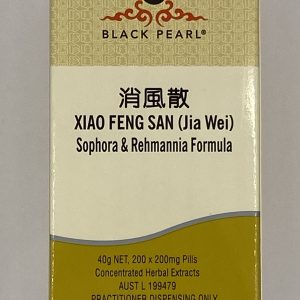 BLACK PEARL®
消風散
XIAO FENG SAN (Jia Wei)
Sophora & Rehmannia Formula
40g NET, 200 x 200mg Pills
Concentrated Herbal Extracts
AUST L 199479
PRACTITIONER DISPENSING ONLY